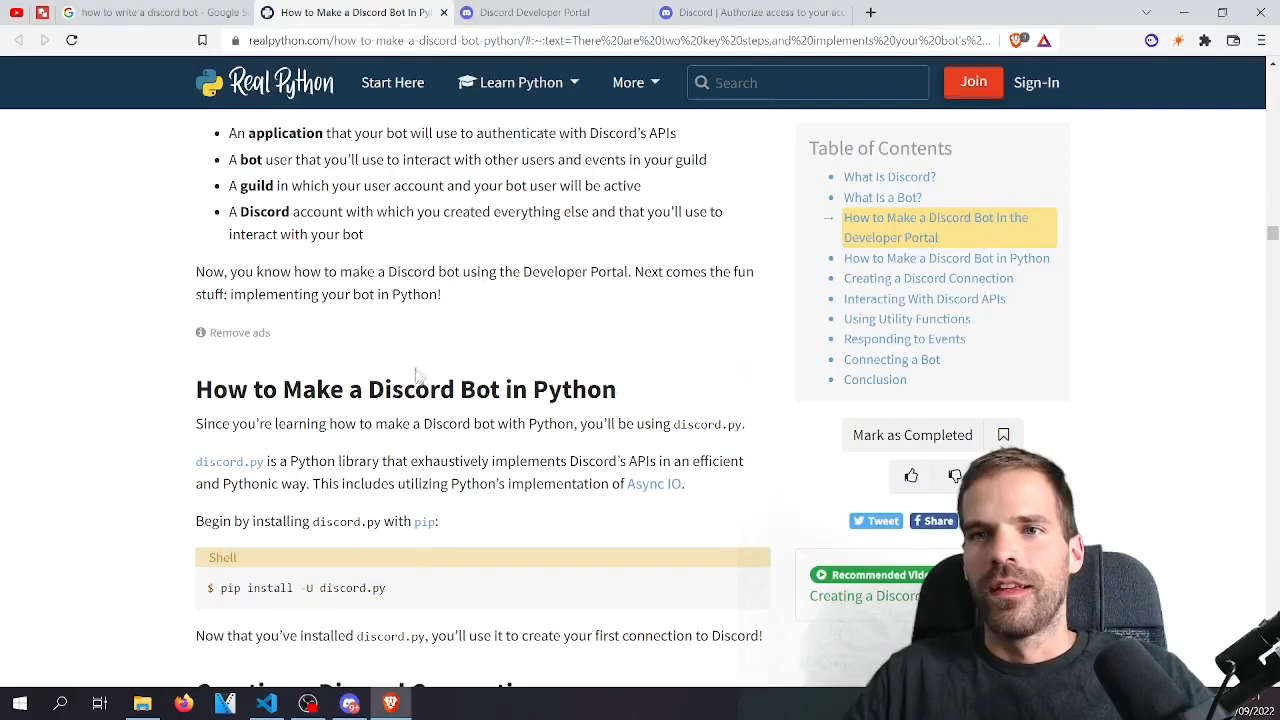 how to write a discord bot - Google S
How to Make a Discord Bot In Pyt
Discord Developer Portal
Discord | Authorize access to your acc
realpython.com/how-to-make-a-discord-bot-python/#:~:text=There%20are%20two%20key%20steps,and%20implements%20your%20bot's%2...
Real Python
Start Here
Learn Python
More
Search
Join
Sign-In
An application that your bot will use to authenticate with Discord's APIs
A bot user that you'll use to interact with other users and events in your guild
A guild in which your user account and your bot user will be active
A Discord account with which you created everything else and that you'll use to
interact with your bot
Now, you know how to make a Discord bot using the Developer Portal. Next comes the fun
stuff: implementing your bot in Python!
Remove ads
How to Make a Discord Bot in Python
Since you're learning how to make a Discord bot with Python, you'll be using discord.py.
discord.py is a Python library that exhaustively implements Discord's APIs in an efficient
and Pythonic way. This includes utilizing Python's implementation of Async IO.
Begin by installing discord.py with pip:
Shell
$ pip install -U discord.py
Now that you've installed discord.py, you'll use it to create your first connection to Discord!
Table of Contents
What Is Discord?
What Is a Bot?
→ How to Make a Discord Bot in the
Developer Portal
How to Make a Discord Bot in Python
Creating a Discord Connection
Interacting With Discord APIs
Using Utility Functions
Responding to Events
Connecting a Bot
Conclusion
Mark as Completed
Tweet
Share
Recommended Vide
Creating a Discord
/09/2022